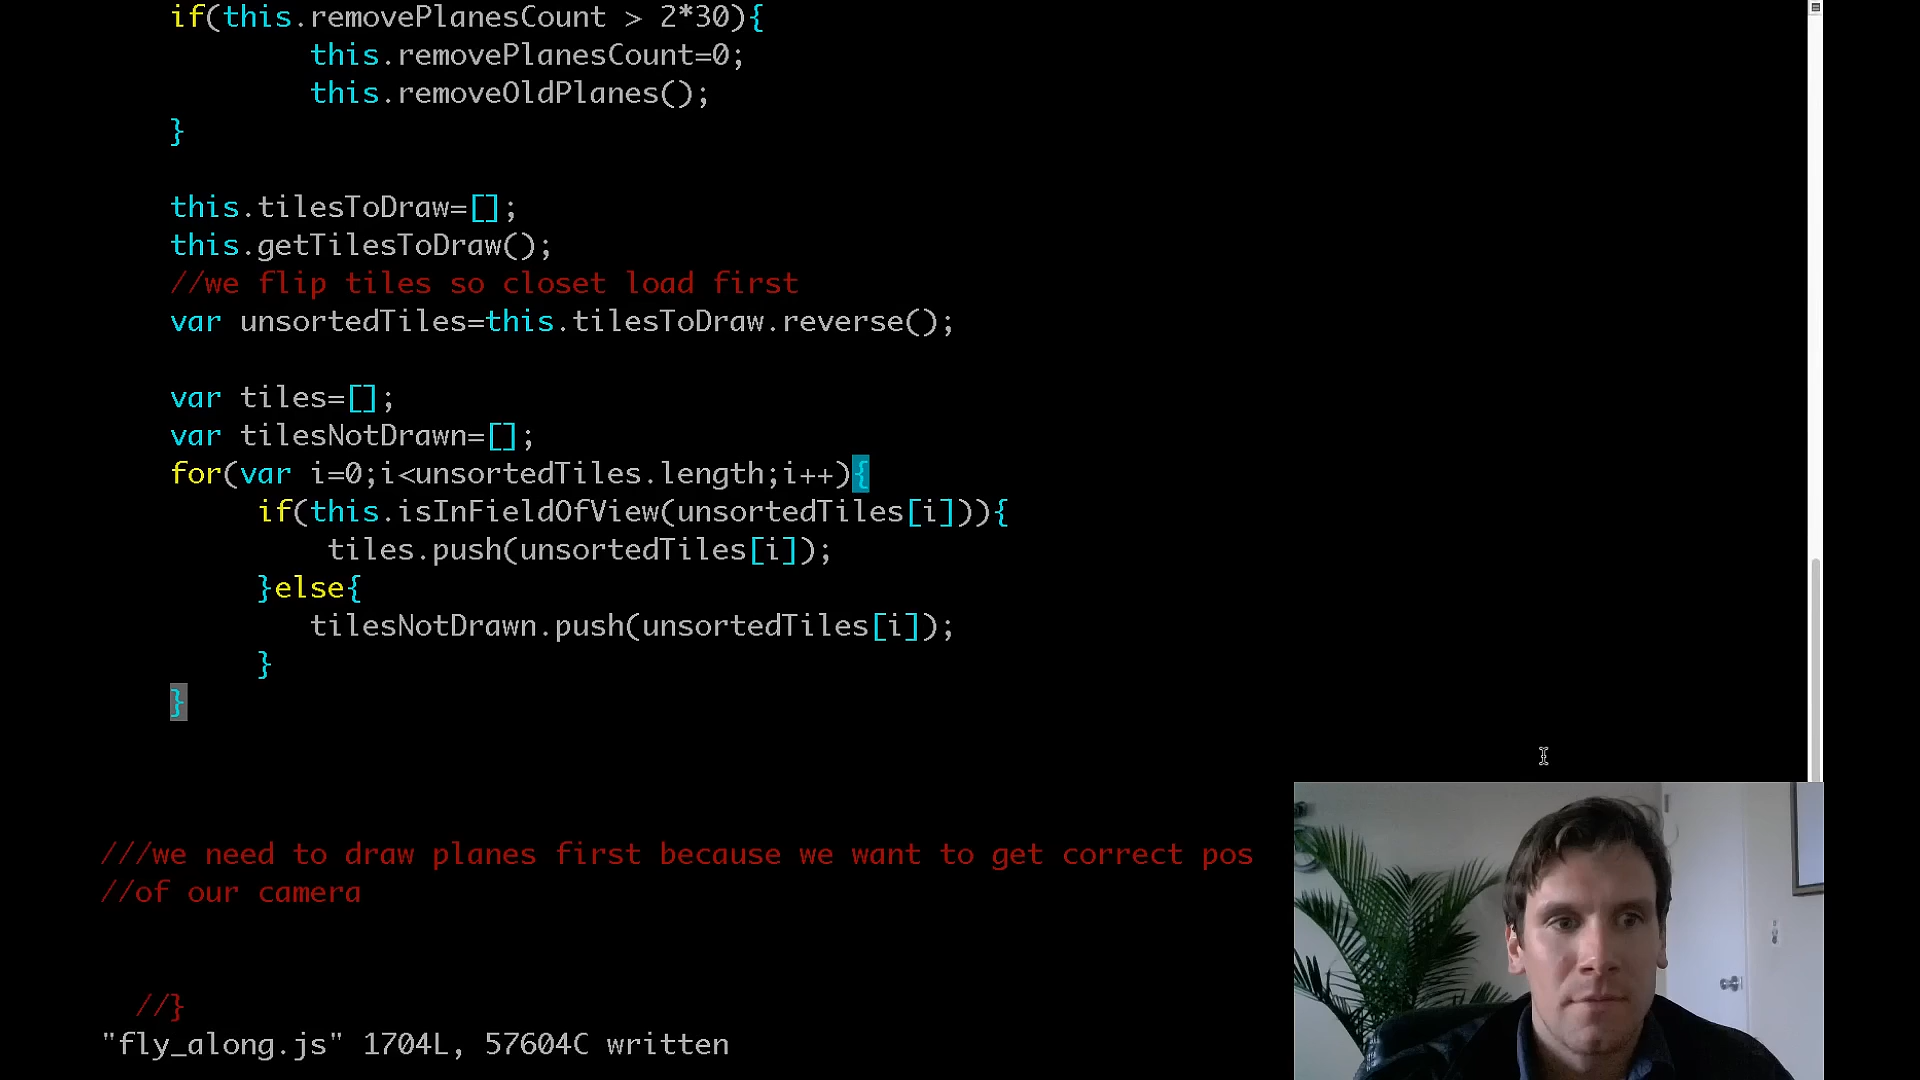 if(this.removePlanesCount > 2*30){
this.removePlanesCount=0;
this.removeOldPlanes();
}
this.tilesToDraw=[];
this.getTilesToDraw();
//we flip tiles so closet load first
var unsortedTiles=this.tilesToDraw.reverse();
var tiles=[];
var tilesNotDrawn=[];
for(var i=0;i<unsortedTiles.length;i++){
if(this.isInFieldOfView(unsortedTiles[i])){
tiles.push(unsortedTiles[i]);
}else{
tilesNotDrawn.push(unsortedTiles[i]);
}
}
///we need to draw planes first because we want to get correct pos
//of our camera
//}
"fly_along.js" 1704L, 57604C written